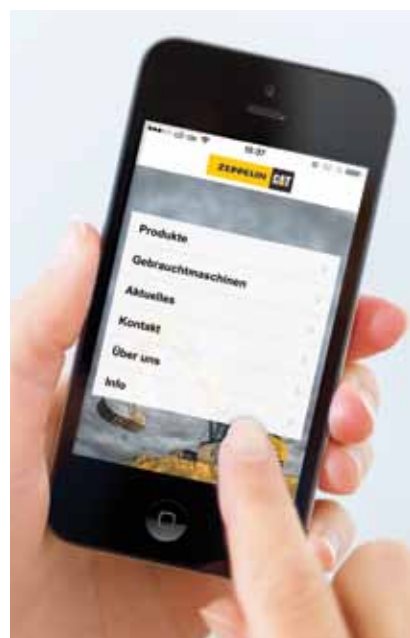 ZEPPELIN CAT
Produkte
Gebrauchtmaschinen
Aktuelles
Kontakt
Über uns
Info